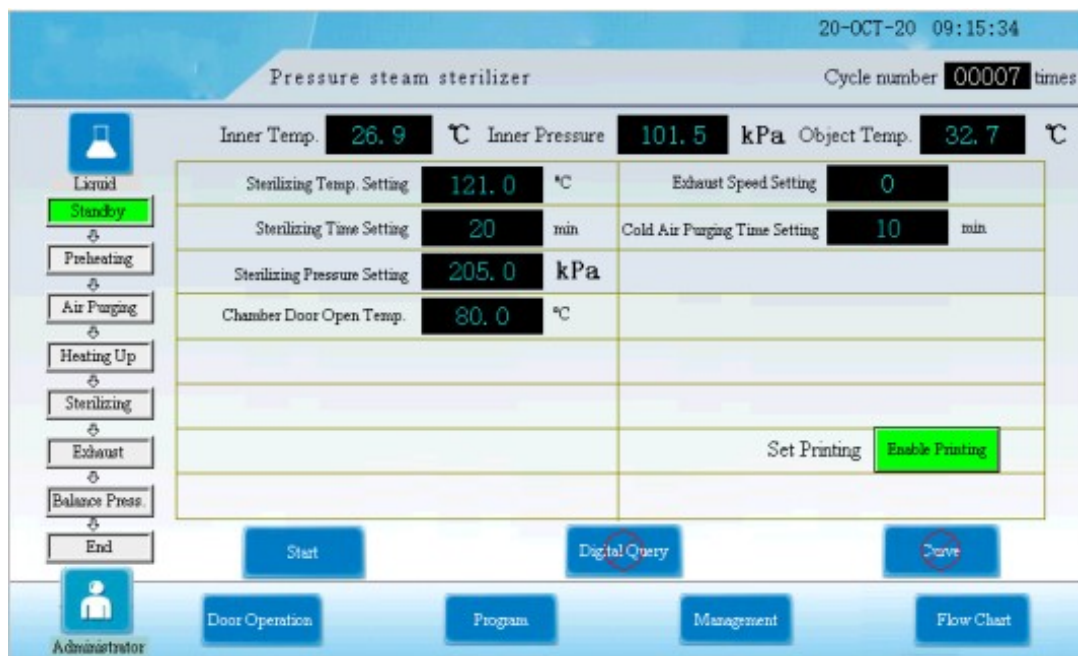 20-OCT-20 09:15:34
Pressure steam sterilizer
Cycle number 00007 times
Inner Temp. 26.9 ℃ Inner Pressure 101.5 kPa Object Temp. 32.7 ℃
Liquid
Standby
Preheating
Air Purging
Heating Up
Sterilizing
Exhaust
Balance Press.
End
Sterilizing Temp. Setting 121.0 °C
Exhaust Speed Setting 0
Sterilizing Time Setting 20 min
Cold Air Purging Time Setting 10 min
Sterilizing Pressure Setting 205.0 kPa
Chamber Door Open Temp. 80.0 °C
Set Printing Enable Printing
Start
Digital Query
Curve
Administrator
Door Operation
Program
Management
Flow Chart